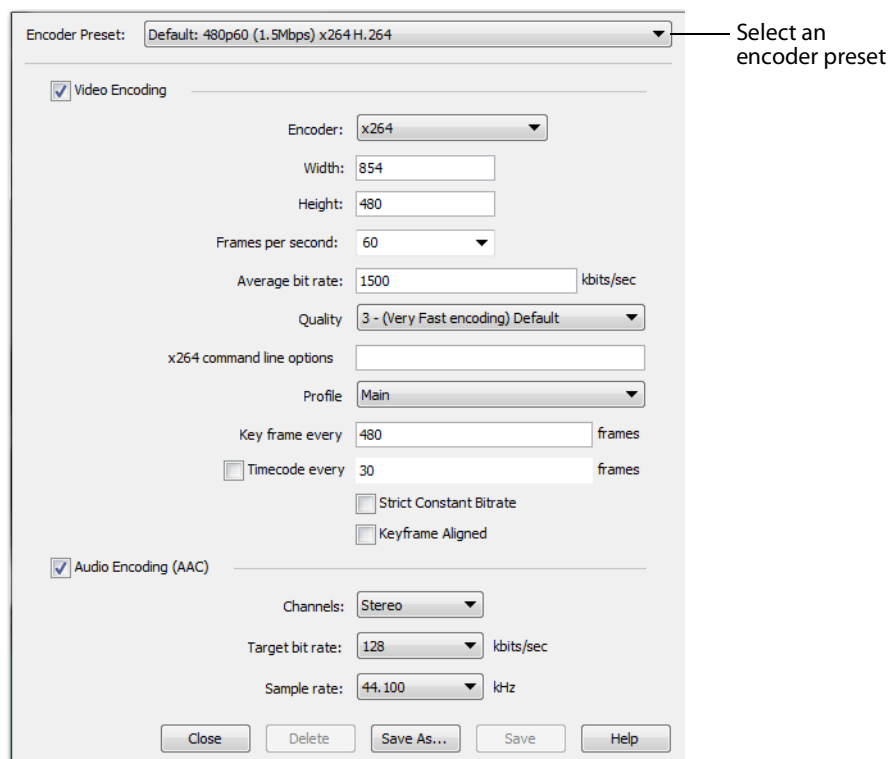 Encoder Preset: Default: 480p60 (1.5Mbps) x264 H.264
Select an
encoder preset
Video Encoding
Encoder: x264
Width: 854
Height: 480
Frames per second: 60
Average bit rate: 1500 kbits/sec
Quality 3 - (Very Fast encoding) Default
x264 command line options
Profile Main
Key frame every 480 frames
Timecode every 30 frames
Strict Constant Bitrate
Keyframe Aligned
Audio Encoding (AAC)
Channels: Stereo
Target bit rate: 128 kbits/sec
Sample rate: 44.100 kHz
Close Delete Save As... Save Help